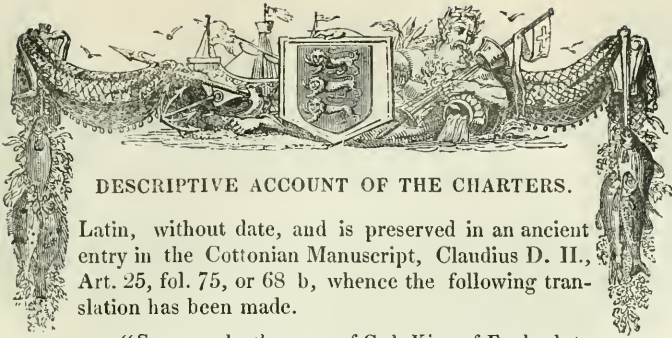 DESCRIPTIVE ACCOUNT OF THE CHARTERS.
Latin, without date, and is preserved in an ancient
entry in the Cottonian Manuscript, Claudius D. II.,
Art. 25, fol. 75, or 68 b, whence the following tran-
slation has been made.